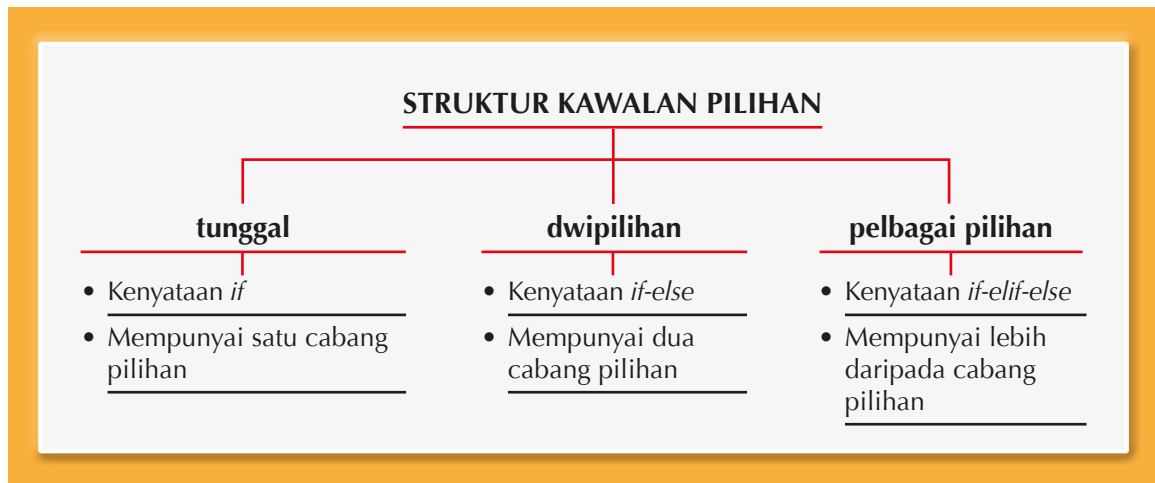 STRUKTUR KAWALAN PILIHAN
tunggal
• Kenyataan if
• Mempunyai satu cabang
pilihan
dwipilihan
• Kenyataan if-else
• Mempunyai dua
cabang pilihan
pelbagai pilihan
• Kenyataan if-elif-else
• Mempunyai lebih
daripada cabang
pilihan